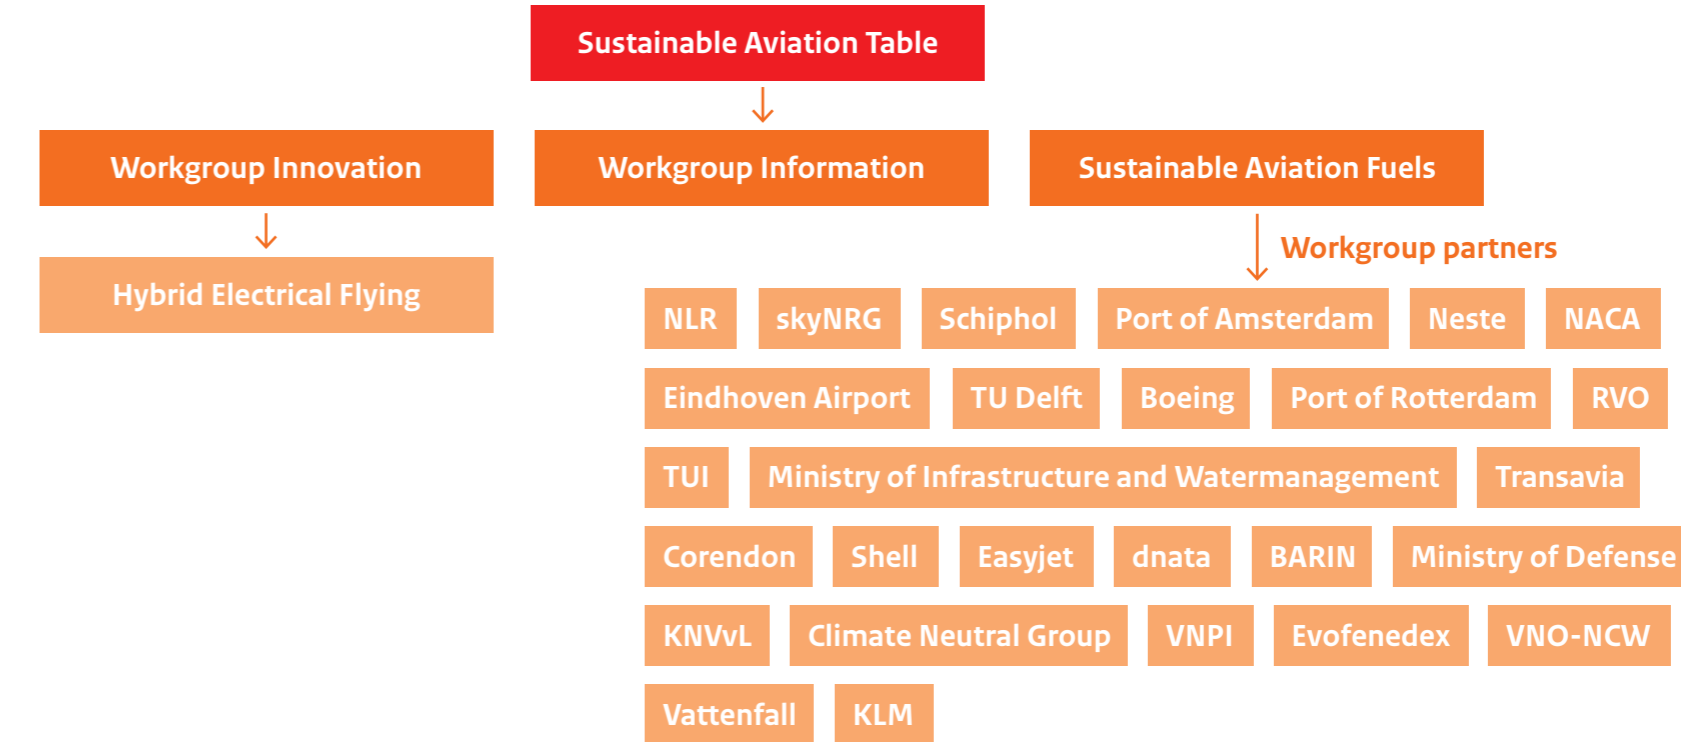 Sustainable Aviation Table
Workgroup Innovation
Workgroup Information
Sustainable Aviation Fuels
Hybrid Electrical Flying
Workgroup partners
NLR
skyNRG
Schiphol
Port of Amsterdam
Neste
NACA
Eindhoven Airport
TU Delft
Boeing
Port of Rotterdam
RVO
TUI
Ministry of Infrastructure and Watermanagement
Transavia
Corendon
Shell
Easyjet
dnata
BARIN
Ministry of Defense
KNVvL
Climate Neutral Group
VNPI
Evofenedex
VNO-NCW
Vattenfall
KLM